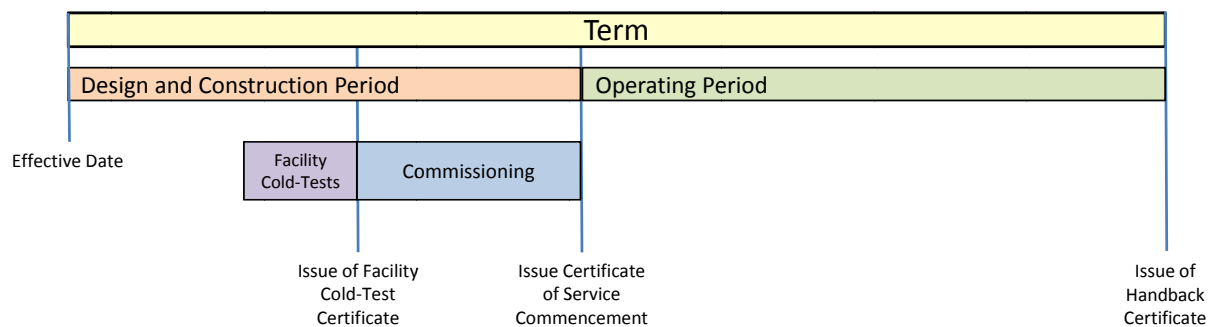 Term
Design and Construction Period
Operating Period
Effective Date
Facility
Cold-Tests
Commissioning
Issue of Facility
Cold-Test
Certificate
Issue Certificate
of Service
Commencement
Issue of
Handback
Certificate